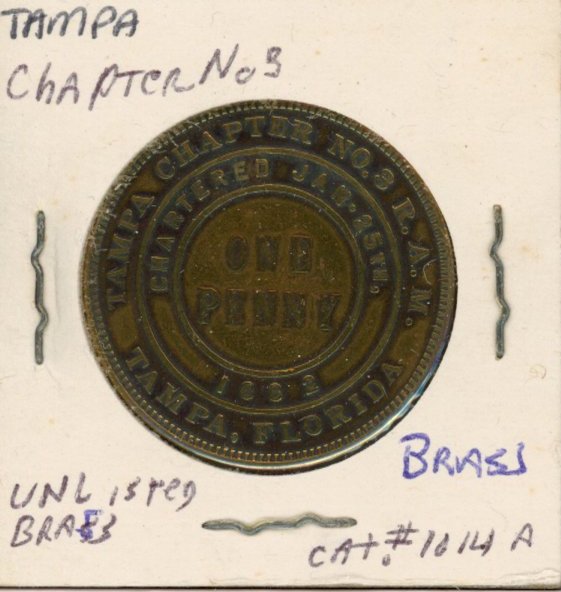 TAMPA
ChAPTER No 3
TAMPA CHAPTER NO. 3 R. A. M.
CHARTERED JAN. 25TH.
ONE
PENNY
1892
TAMPA, FLORIDA
BRASS
UNListed
BRASS
CAT. # 1014 A